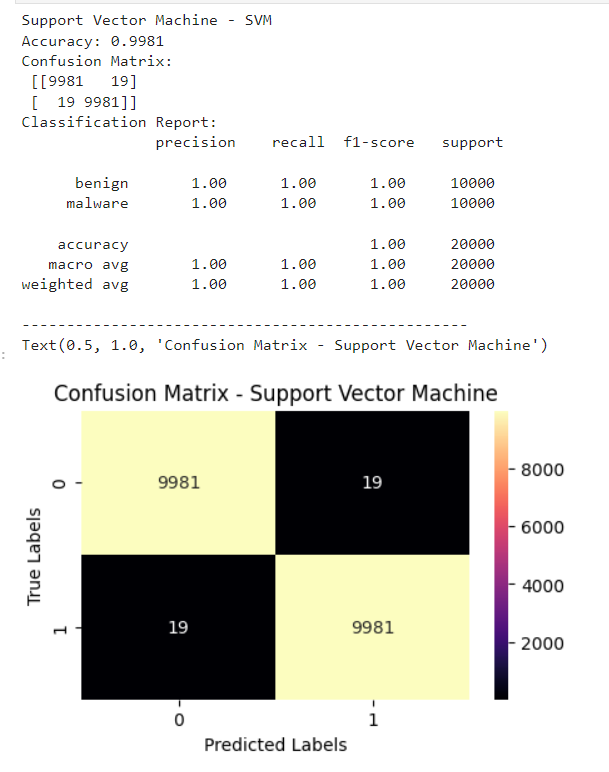 Support Vector Machine - SVM
Accuracy: 0.9981
Confusion Matrix:
[[9981   19]
[  19 9981]]
Classification Report:
precision    recall  f1-score   support
benign       1.00      1.00      1.00     10000
malware       1.00      1.00      1.00     10000
accuracy                           1.00     20000
macro avg       1.00      1.00      1.00     20000
weighted avg       1.00      1.00      1.00     20000
--------------------------------------------------
:
Text(0.5, 1.0, 'Confusion Matrix - Support Vector Machine')
Confusion Matrix - Support Vector Machine
True Labels
0
9981
19
1
19
9981
8000
6000
4000
2000
0
1
Predicted Labels